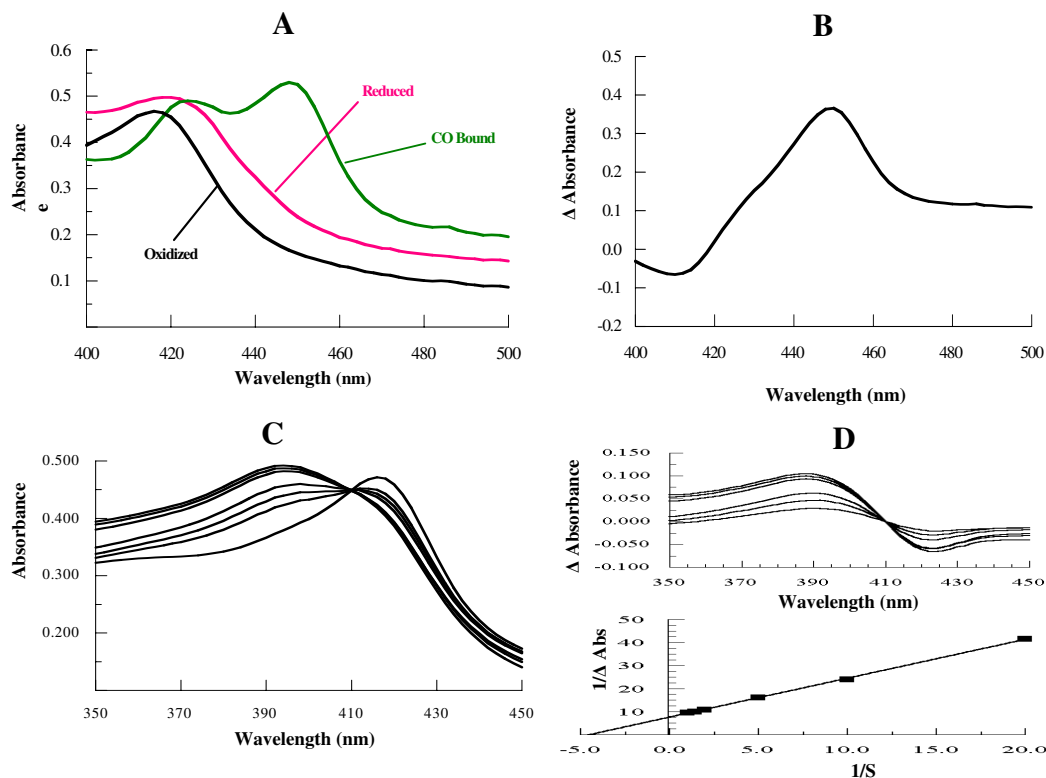 A
0.6
0.5
0.4
0.3
0.2
0.1
Absorbanc
e
Reduced
CO Bound
Oxidized
400 420 440 460 480 500
Wavelength (nm)
B
0.5
0.4
0.3
0.2
0.1
0.0
-0.1
-0.2
Δ Absorbance
400 420 440 460 480 500
Wavelength (nm)
C
0.500
0.400
0.300
0.200
Absorbance
350 370 390 410 430 450
Wavelength (nm)
D
0.150
0.100
0.050
0.000
-0.050
-0.100
Δ Absorbance
350 370 390 410 430 450
Wavelength (nm)
50
40
30
20
10
1/Δ Abs
-5.0 0.0 5.0 10.0 15.0 20.0
1/S